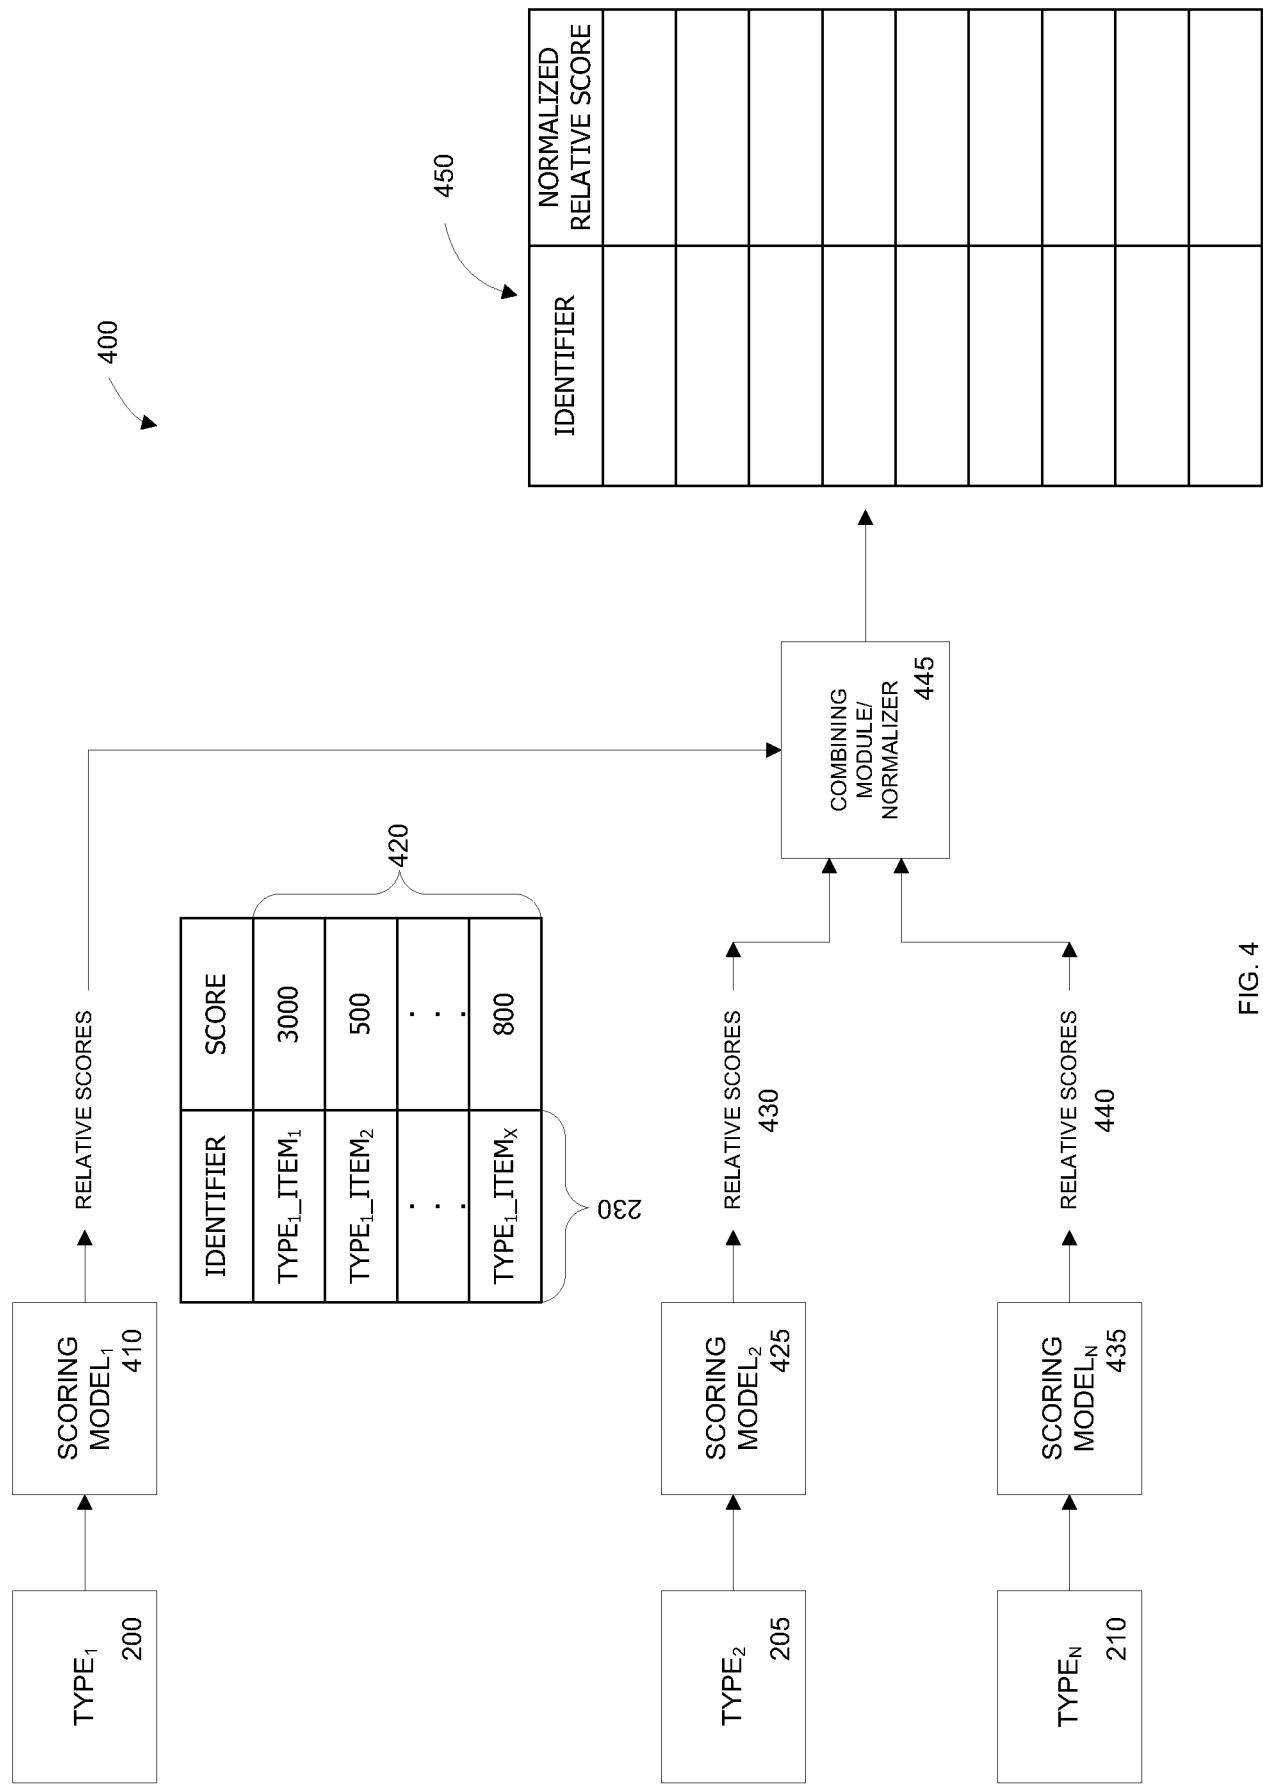 400
TYPE₁
200
SCORING
MODEL₁
410
RELATIVE SCORES
IDENTIFIER SCORE
TYPE₁_ITEM₁ 3000
TYPE₁_ITEM₂ 500
. . . . . .
TYPE₁_ITEMₓ 800
230
420
TYPE₂
205
SCORING
MODEL₂
425
RELATIVE SCORES
430
TYPE_N
210
SCORING
MODEL_N
435
RELATIVE SCORES
440
COMBINING
MODULE/
NORMALIZER
445
450
IDENTIFIER
NORMALIZED
RELATIVE SCORE
FIG. 4